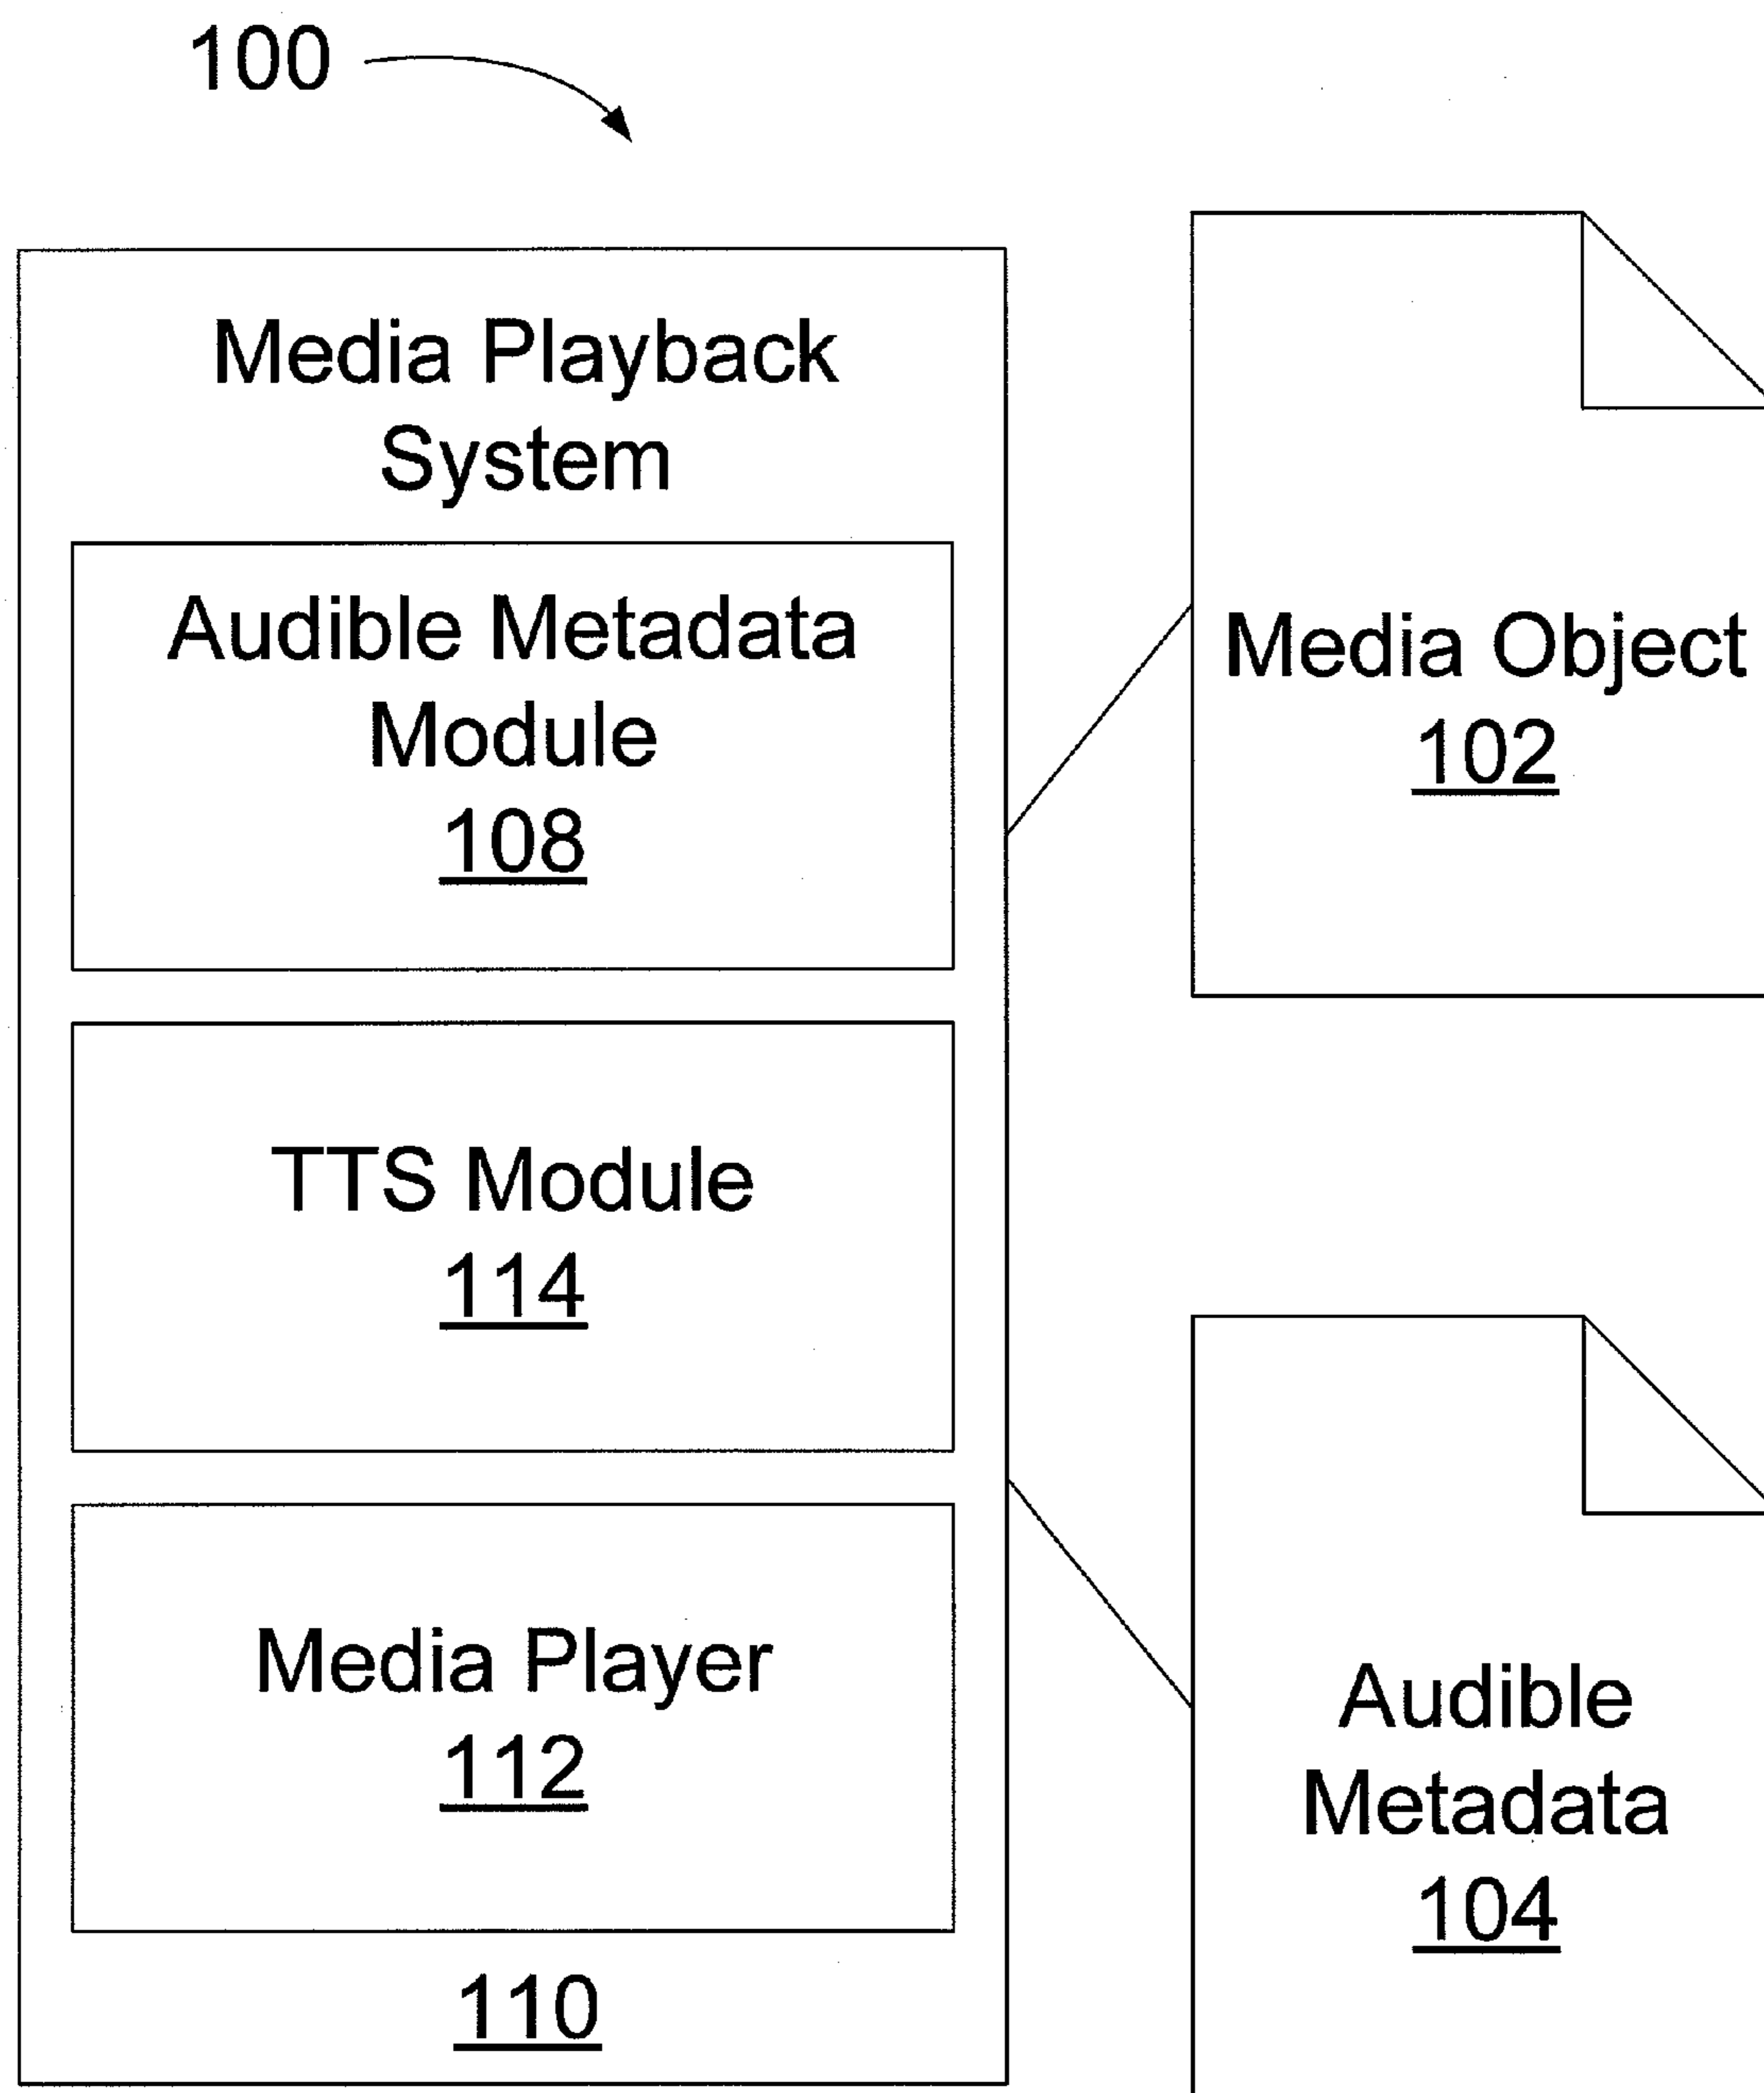 100
Media Playback
System
Audible Metadata
Module
108
TTS Module
114
Media Player
112
110
Media Object
102
Audible
Metadata
104